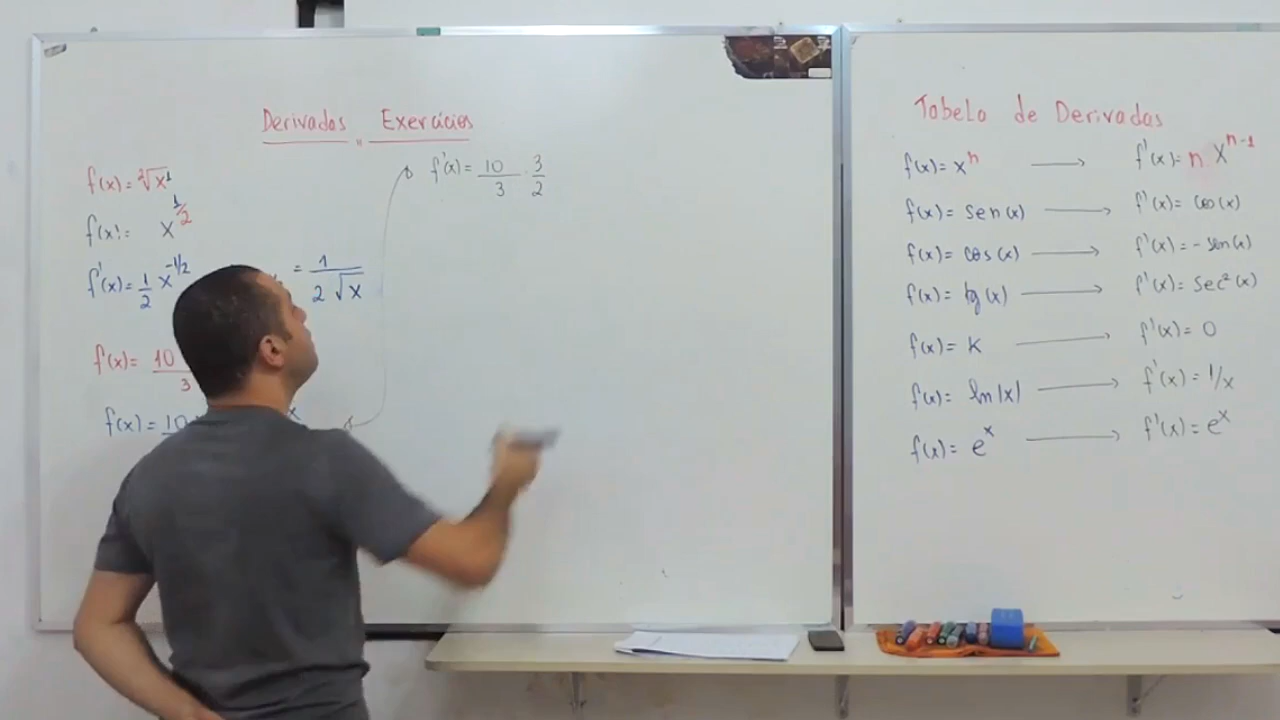 Derivadas Exercícios
f(x) = ²√x¹
f(x) = x^1/2
f'(x) = 1/2 x^-1/2 = 1/(2√x)
f(x) = 10/3
f(x) = 10
f'(x) = 10/3 · 3/2
Tabela de Derivadas
f(x) = x^n → f'(x) = n. x^n-1
f(x) = sen(x) → f'(x) = cos(x)
f(x) = cos(x) → f'(x) = -sen(x)
f(x) = tg(x) → f'(x) = sec²(x)
f(x) = K → f'(x) = 0
f(x) = ln|x| → f'(x) = 1/x
f(x) = e^x → f'(x) = e^x